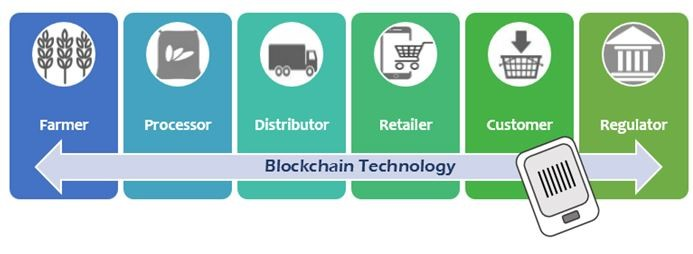 Farmer
Processor
Distributor
Retailer
Customer
Regulator
Blockchain Technology